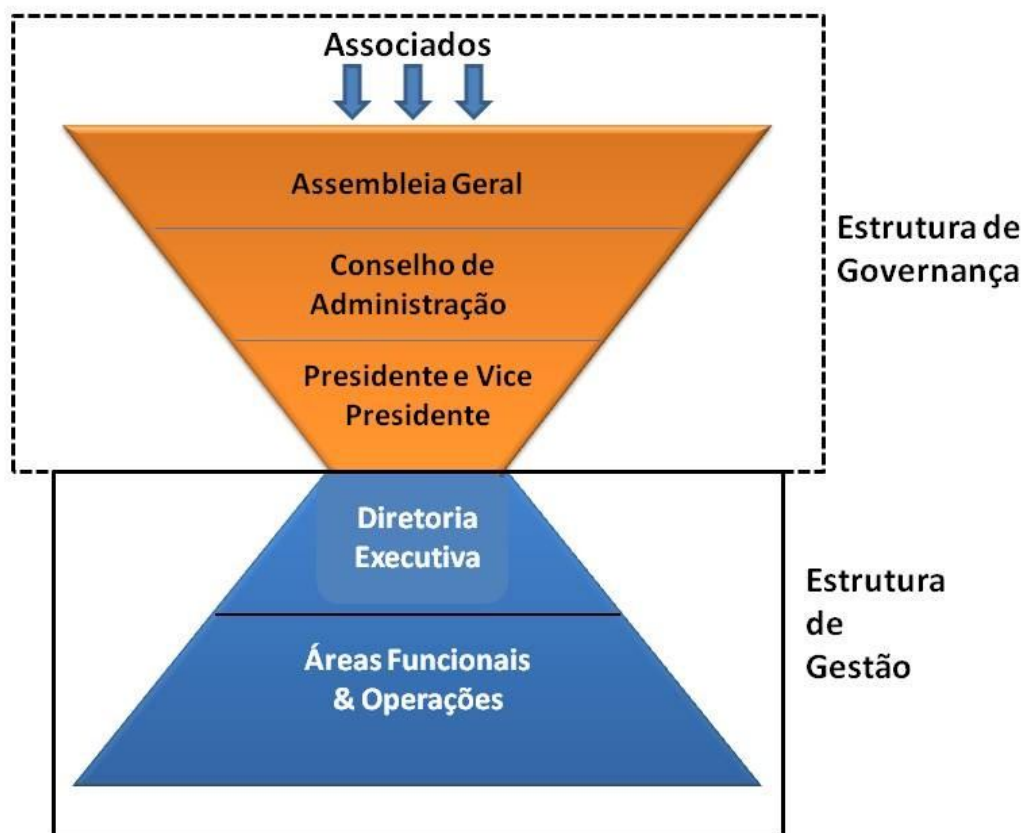 Associados
Assembleia Geral
Conselho de
Administração
Estrutura de
Governança
Presidente e Vice
Presidente
Diretoria
Executiva
Estrutura
de
Gestão
Áreas Funcionais
& Operações